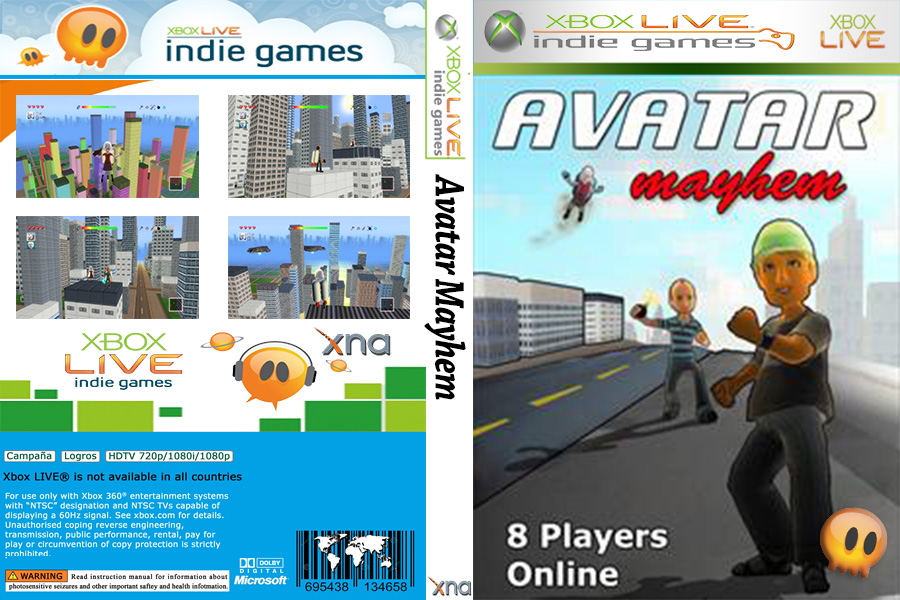 XBOX LIVE
indie games
XBOX LIVE
indie games
xna
Campaña Logros HDTV 720p/1080i/1080p
Xbox LIVE® is not available in all countries
For use only with Xbox 360® entertainment systems
with "NTSC" designation and NTSC TVs capable of
displaying a 60Hz signal. See xbox.com for details.
Unauthorised coping reverse engineering,
transmission, public performance, rental, pay for
play or circumvention of copy protection is strictly
prohibited.
WARNING Read instruction manual for information about
photosensitive seizures and other important saftey and health infotmation.
DOLBY
DIGITAL
Microsoft
695438 134658
XBOX LIVE
indie games
Avatar Mayhem
xna
XBOX LIVE
indie games
XBOX
LIVE
AVATAR
mayhem
8 Players
Online